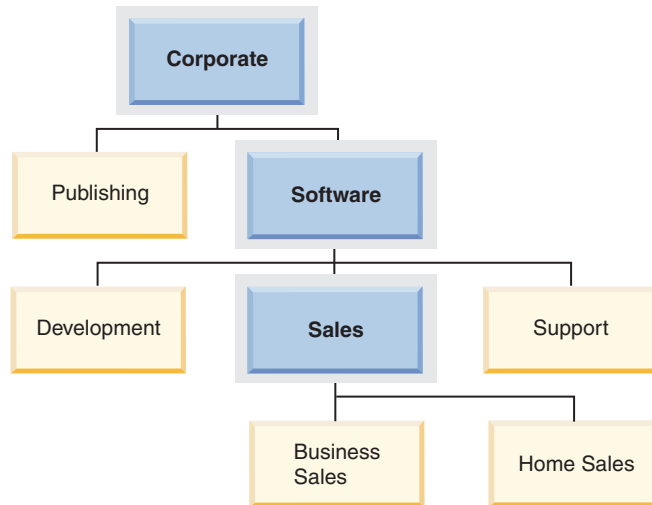 Corporate
Publishing
Software
Development
Sales
Support
Business
Sales
Home Sales